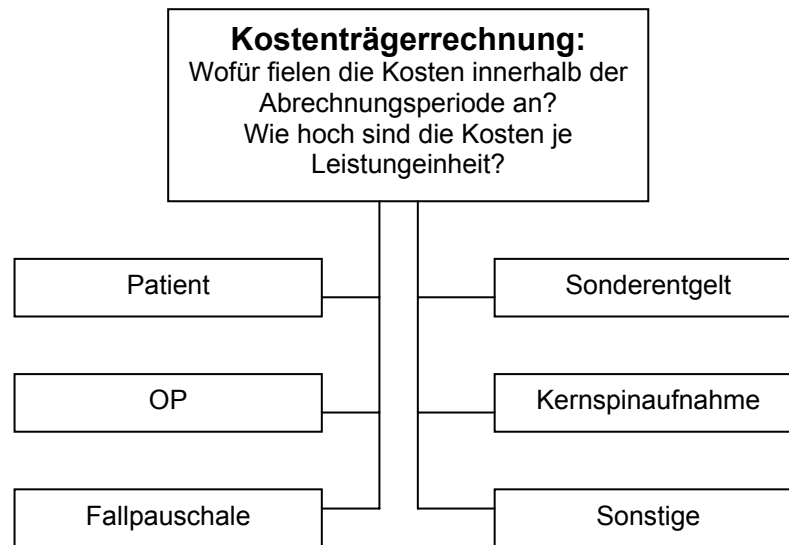 Kostenträgerrechnung:
Wofür fielen die Kosten innerhalb der
Abrechnungsperiode an?
Wie hoch sind die Kosten je
Leistungeinheit?
Patient
Sonderentgelt
OP
Kernspinaufnahme
Fallpauschale
Sonstige